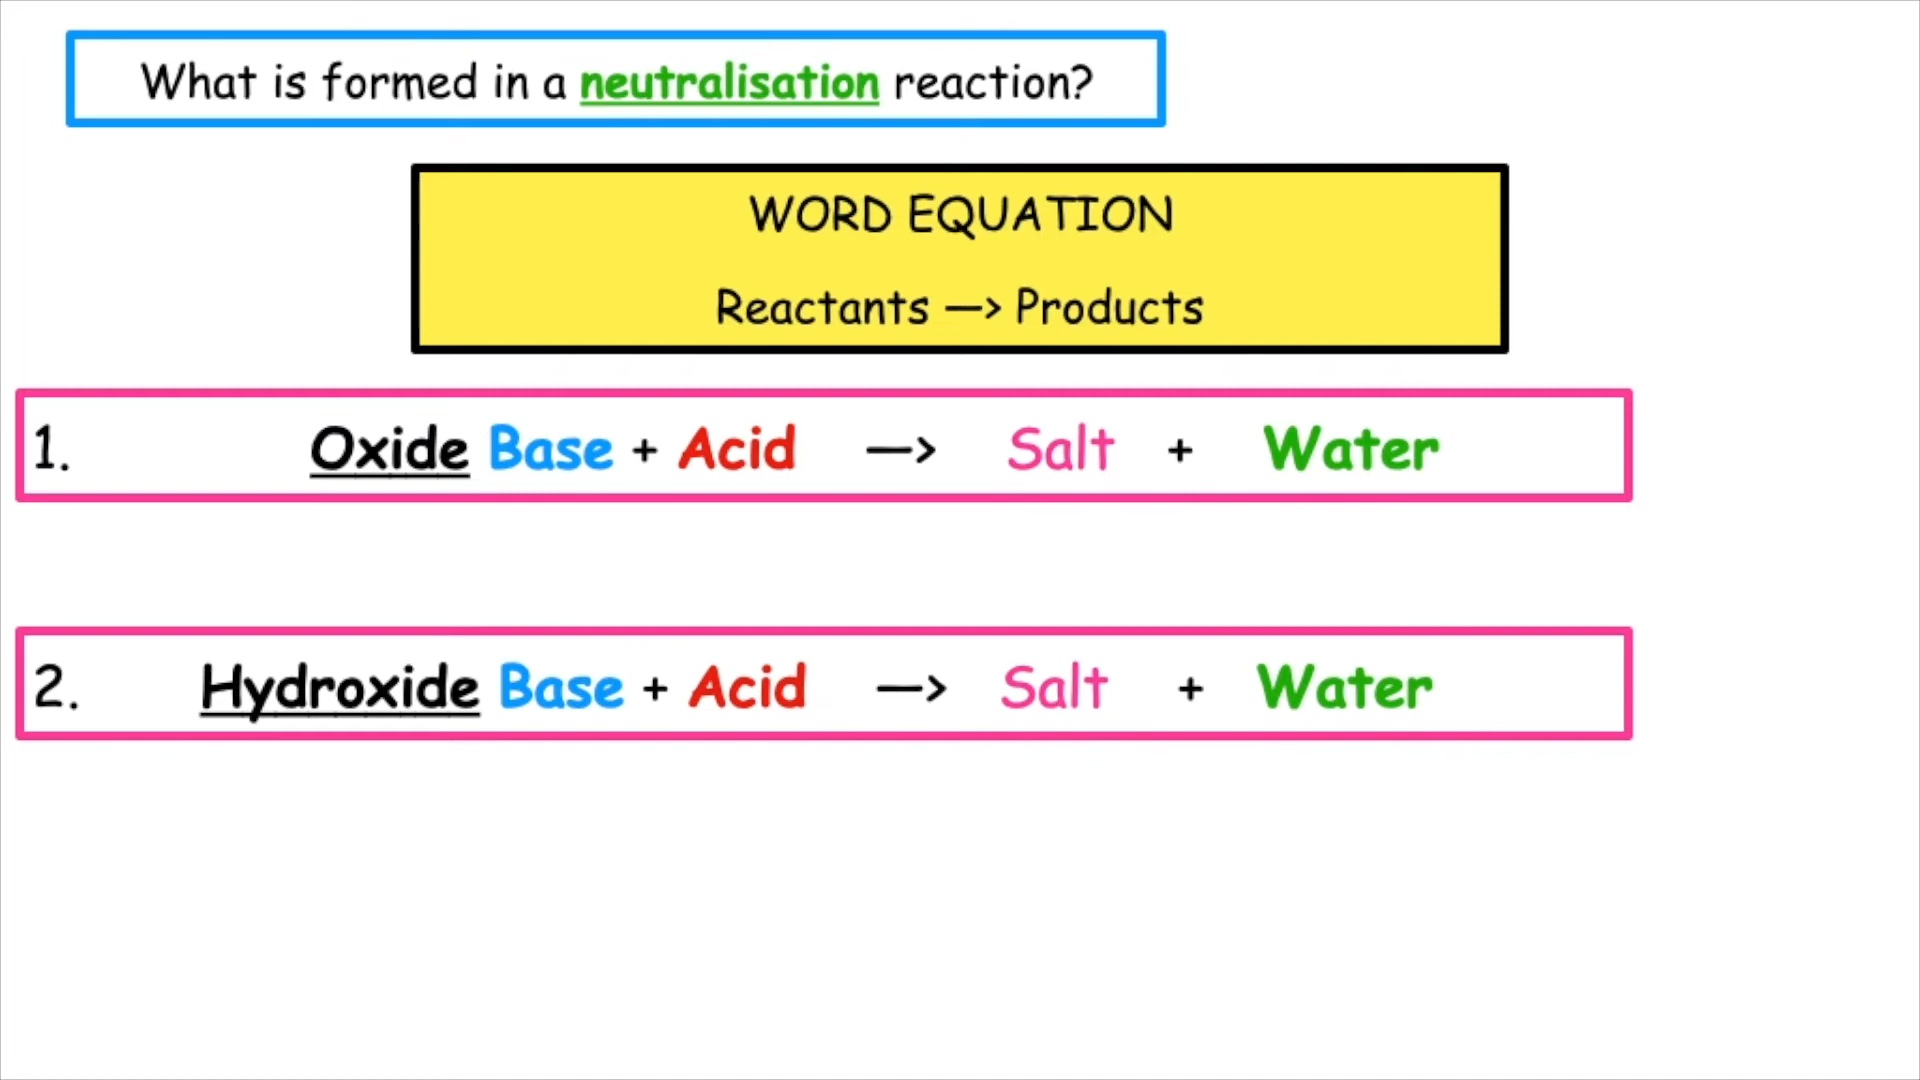 What is formed in a neutralisation reaction?
WORD EQUATION
Reactants —> Products
1. Oxide Base + Acid —> Salt + Water
2. Hydroxide Base + Acid —> Salt + Water